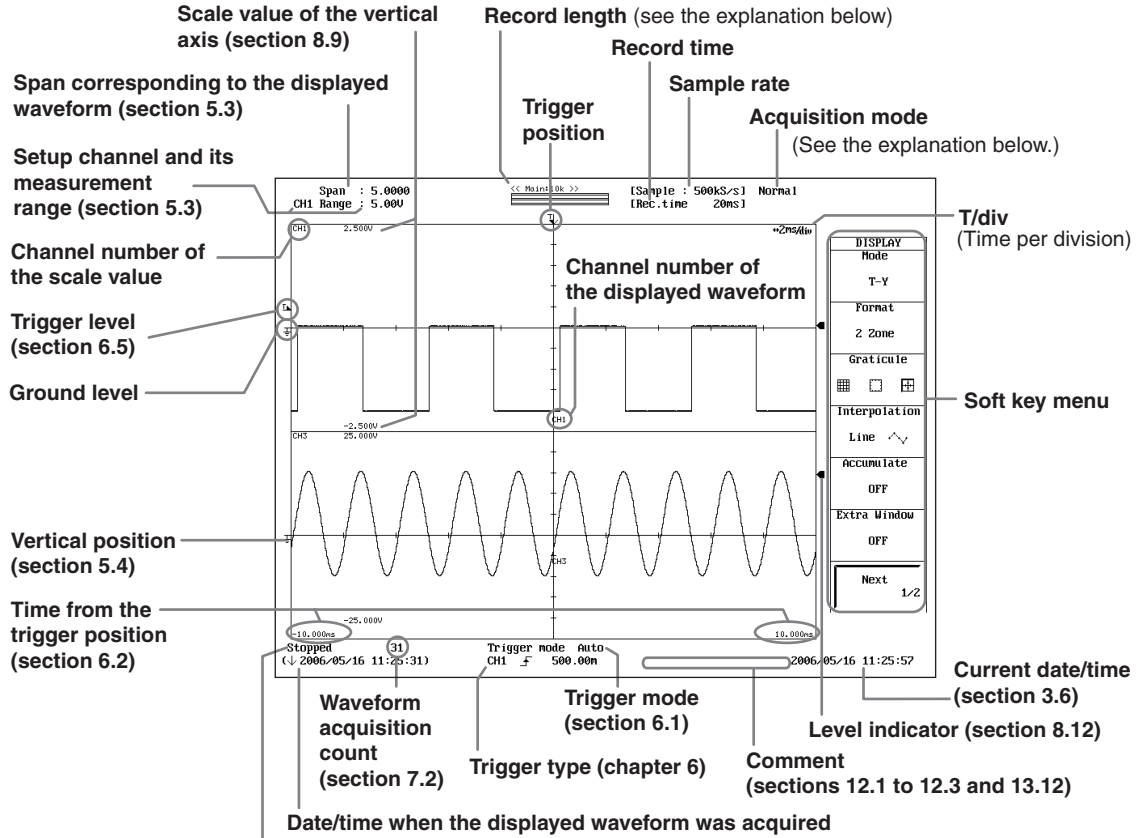 Scale value of the vertical
axis (section 8.9)
Record length (see the explanation below)
Record time
Span corresponding to the displayed
waveform (section 5.3)
Sample rate
Trigger
position
Acquisition mode
(See the explanation below.)
Setup channel and its
measurement
range (section 5.3)
Span : 5.0000
CH1 Range : 5.00V
<< Main:10k >>
[Sample : 500kS/s] Normal
[Rec.time 20ms]
T/div
(Time per division)
CH1 2.500V
2ms/div
Channel number of
the scale value
Channel number of
the displayed waveform
Trigger level
(section 6.5)
Ground level
DISPLAY
Mode
T-Y
Format
2 Zone
Graticule
Interpolation
Line
Accumulate
OFF
Extra Window
OFF
Next
1/2
Soft key menu
CH1
-2.500V
CH3 25.000V
Vertical position
(section 5.4)
CH3
Time from the
trigger position
(section 6.2)
-25.000V
-10.000ms
10.000ms
Stopped 31 Trigger mode Auto
(↓ 2006/05/16 11:25:31) CH1 500.00m 2006/05/16 11:25:57
Current date/time
(section 3.6)
Waveform
acquisition
count
(section 7.2)
Trigger mode
(section 6.1)
Level indicator (section 8.12)
Trigger type (chapter 6)
Comment
(sections 12.1 to 12.3 and 13.12)
Date/time when the displayed waveform was acquired